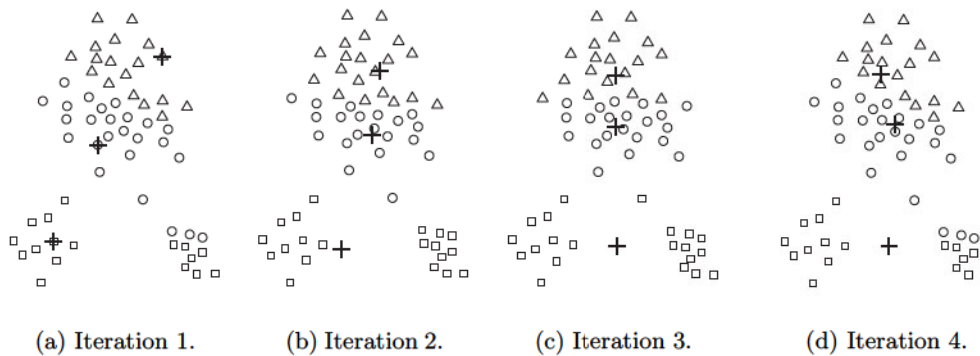 (a) Iteration 1.
(b) Iteration 2.
(c) Iteration 3.
(d) Iteration 4.